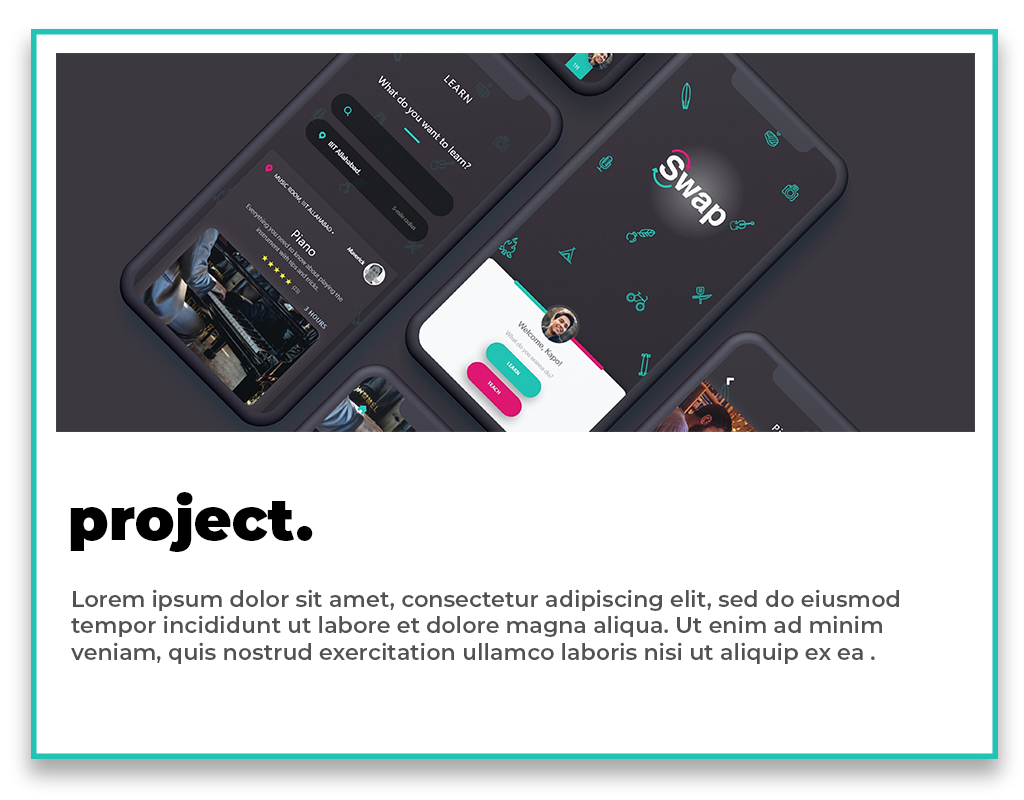 LEARN
What do you want to learn?
IIIT Allahabad.
5-mile radius
MUSIC ROOM, IIIT ALLAHABAD
Maverick
Piano
Everything you need to know about playing the
instrument with tips and tricks.
3 HOURS
Swap
Welcome, Kapo!
What do you wanna do?
LEARN
TEACH
project.
Lorem ipsum dolor sit amet, consectetur adipiscing elit, sed do eiusmod
tempor incididunt ut labore et dolore magna aliqua. Ut enim ad minim
veniam, quis nostrud exercitation ullamco laboris nisi ut aliquip ex ea .